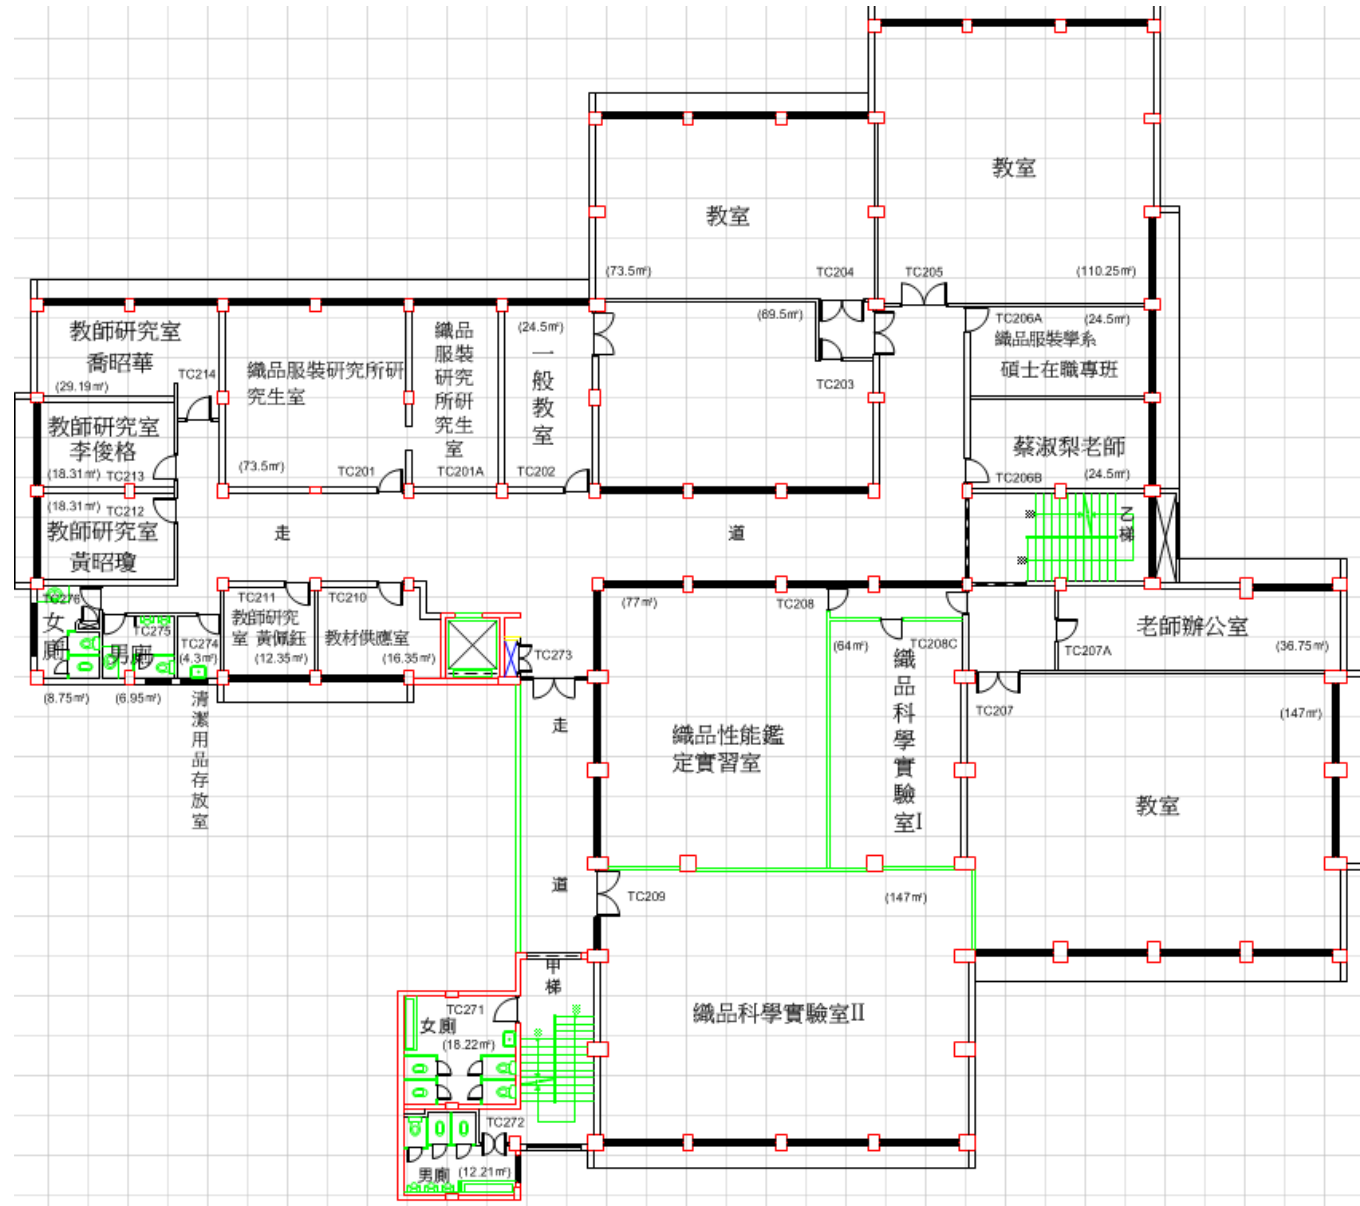 教室
(110.25㎡)
教室
(73.5㎡)
TC204
TC205
(69.5㎡)
TC203
TC206A
(24.5㎡)
織品服裝學系
碩士在職專班
蔡淑梨老師
TC206B
(24.5㎡)
乙梯
教師研究室
喬昭華
(29.19㎡)
TC214
織品服裝研究所研
究生室
(73.5㎡)
TC201
織品
服裝
研究
所研
究生
室
TC201A
(24.5㎡)
一般教室
TC202
教師研究室
李俊格
(18.31㎡)
TC213
(18.31㎡)
TC212
教師研究室
黃昭瓊
走
道
TC276
女廁
(8.75㎡)
TC275
男廁
(6.95㎡)
TC274
(4.3㎡)
清潔用品存放室
TC211
教師研究
室 黃佩鈺
(12.35㎡)
TC210
教材供應室
(16.35㎡)
TC273
走
道
(77㎡)
TC208
織品性能鑑
定實習室
(64㎡)
TC208C
織品科學實驗室I
老師辦公室
TC207A
(36.75㎡)
TC207
(147㎡)
教室
TC209
(147㎡)
織品科學實驗室II
甲梯
TC271
女廁
(18.22㎡)
TC272
男廁
(12.21㎡)